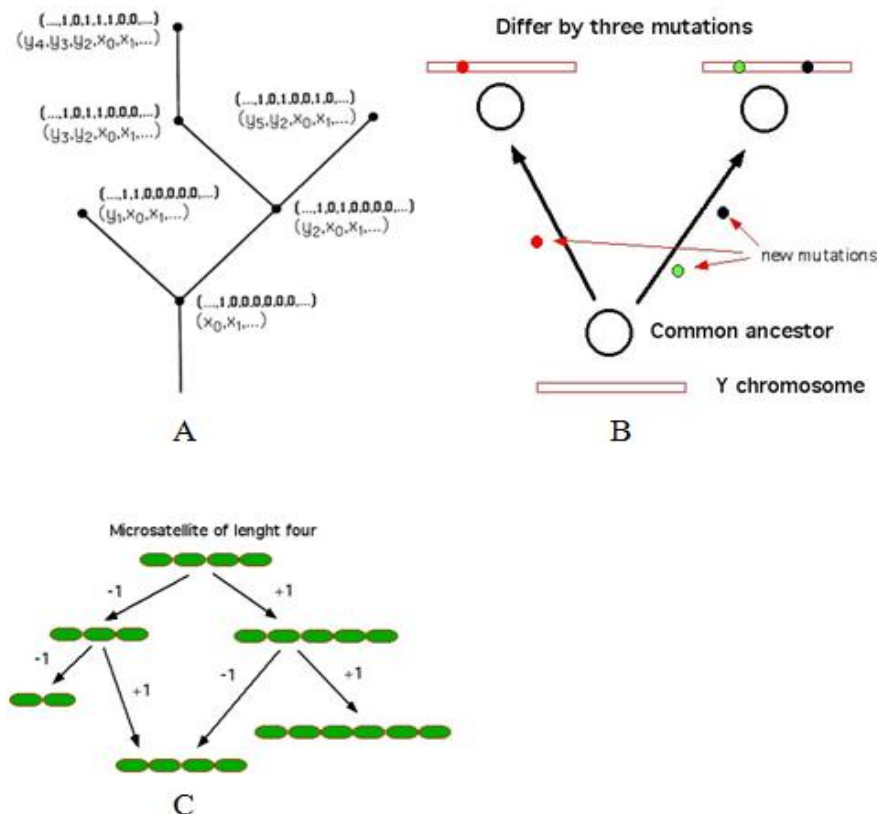 (...,1,0,1,1,1,0,0,...)
(y4,y3,y2,x0,x1,...)
(...,1,0,1,1,0,0,0,...)
(y3,y2,x0,x1,...)
(...,1,0,1,0,0,1,0,...)
(y5,y2,x0,x1,...)
(...,1,1,0,0,0,0,0,...)
(y1,x0,x1,...)
(...,1,0,1,0,0,0,0,...)
(y2,x0,x1,...)
(...,1,0,0,0,0,0,0,...)
(x0,x1,...)
A
Differ by three mutations
new mutations
Common ancestor
Y chromosome
B
Microsatellite of lenght four
-1
+1
-1
+1
-1
+1
C